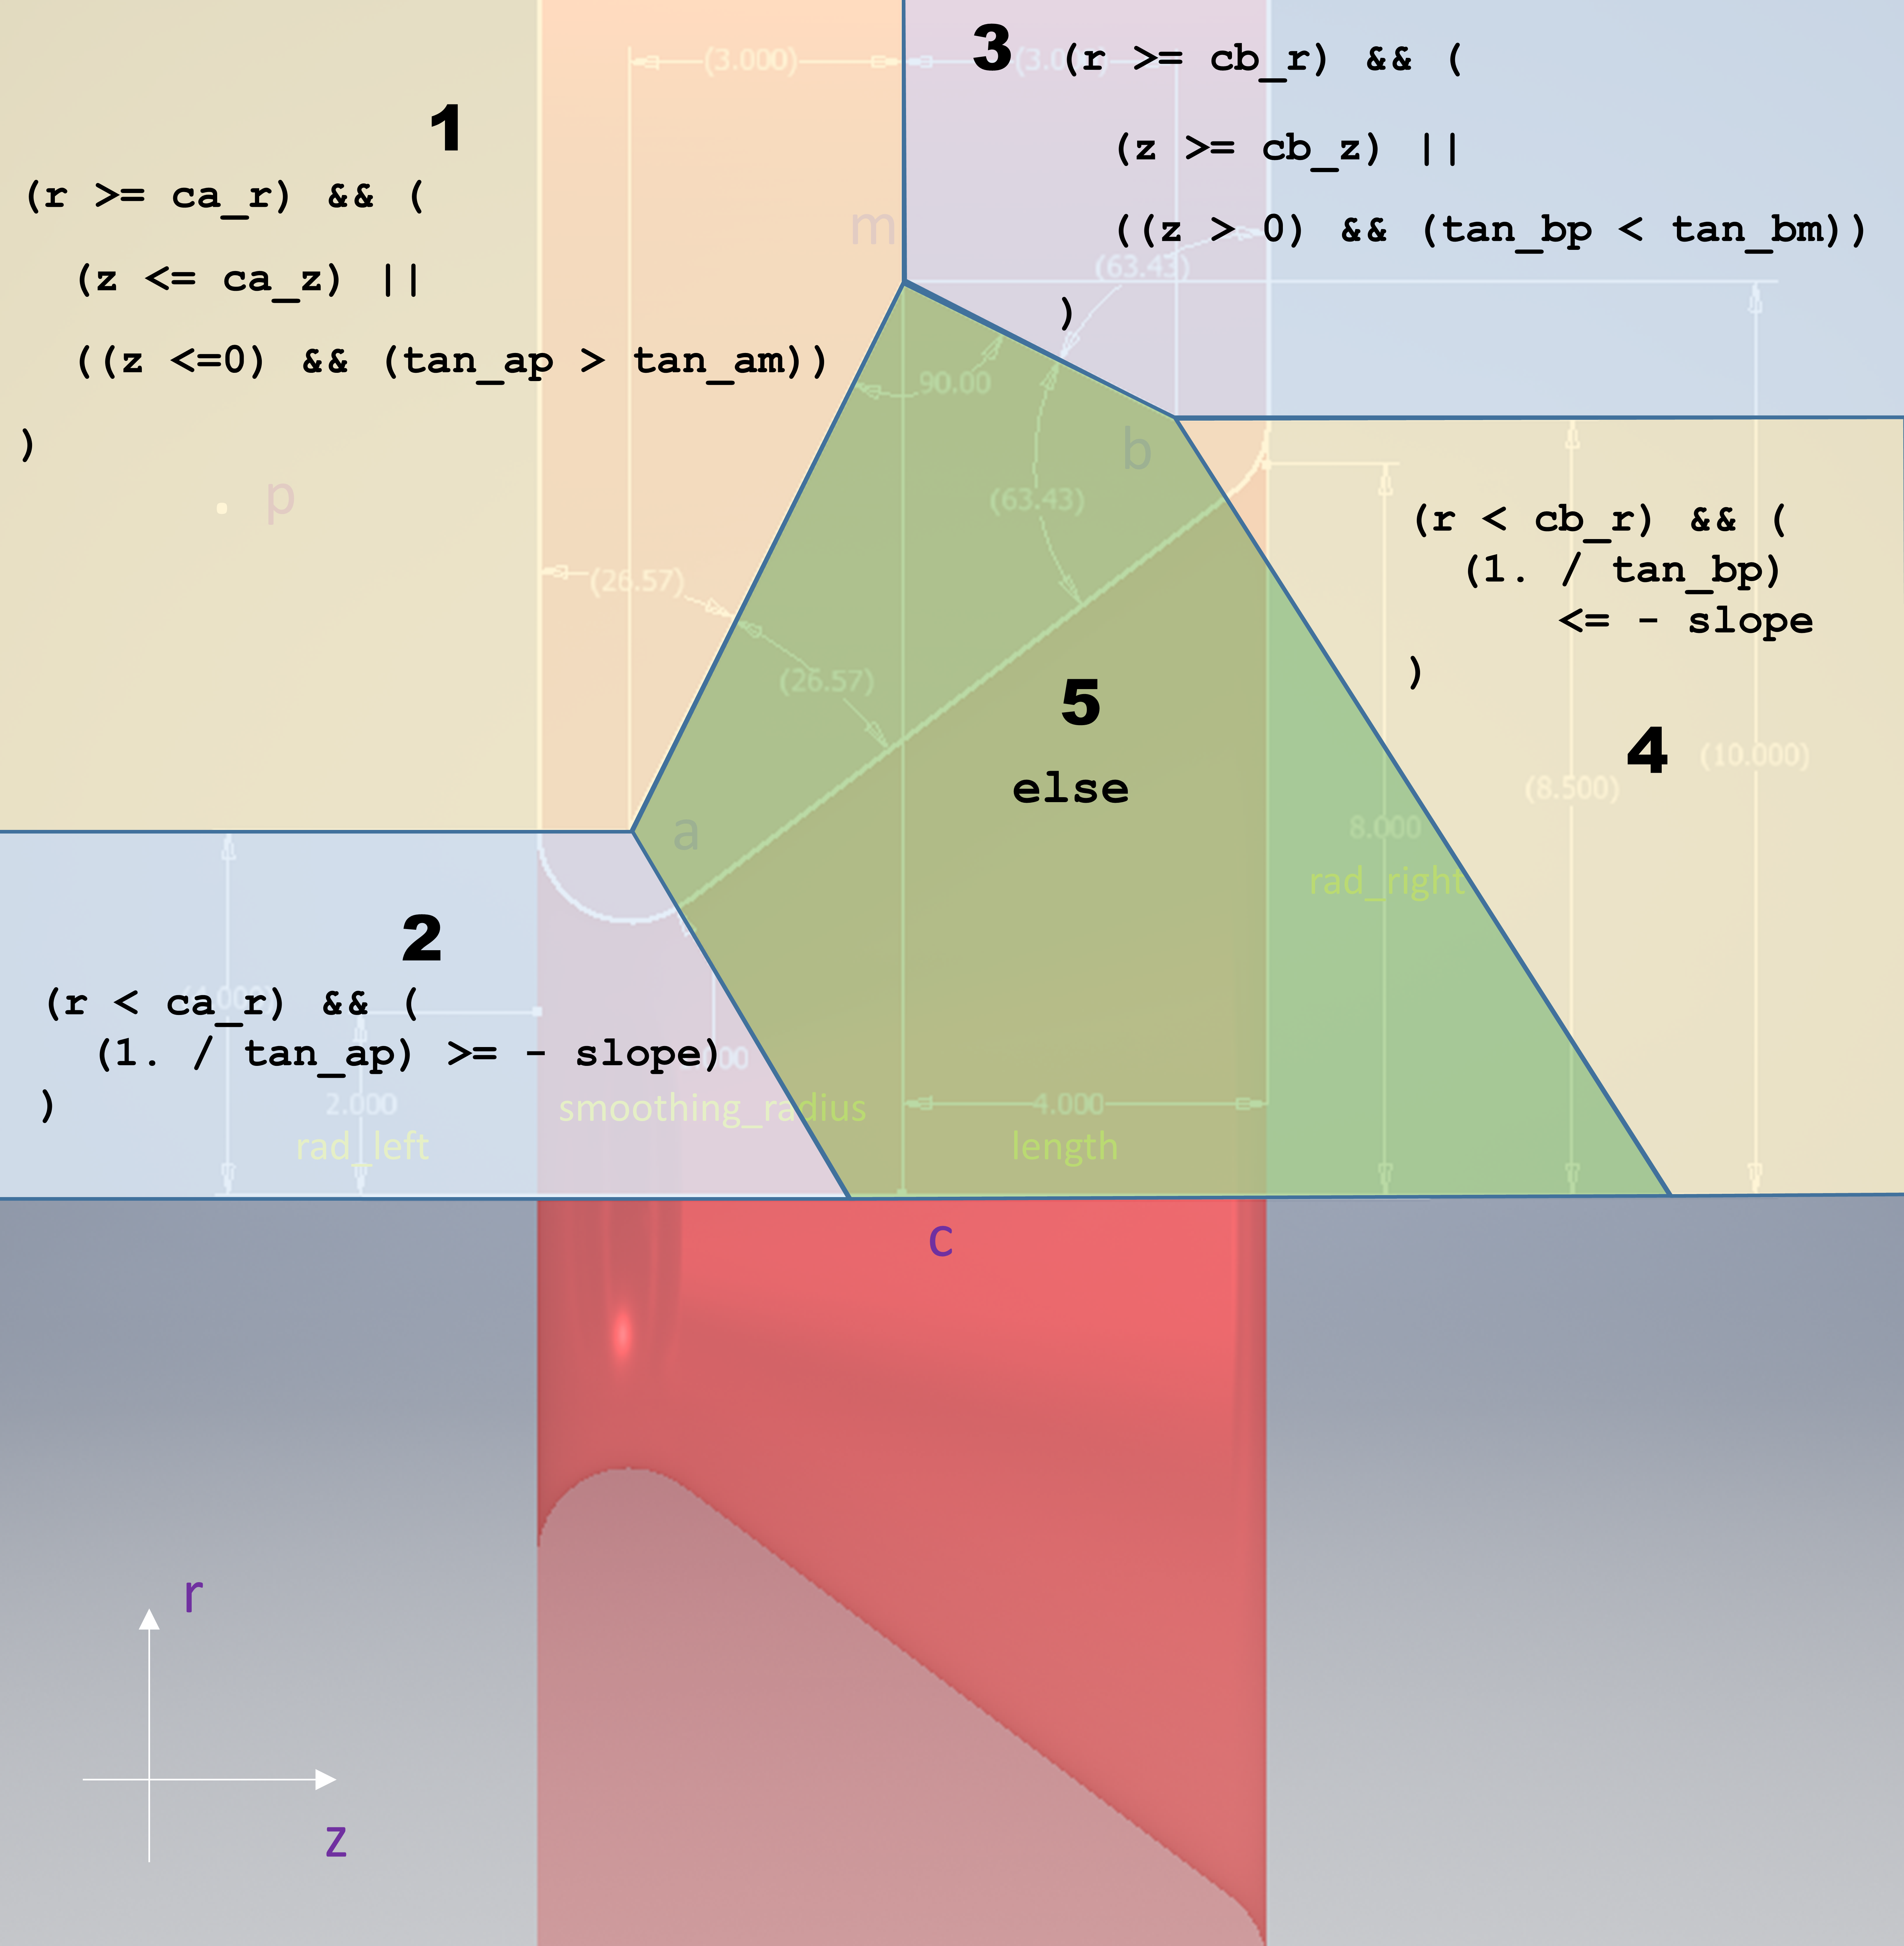 3
(r >= cb_r) && (
(3.000)
1
(z >= cb_z) ||
(r >= ca_r) && (
m
((z > 0) && (tan_bp < tan_bm))
(63.43)
(z <= ca_z) ||
)
((z <=0) && (tan_ap > tan_am))
90.00
)
b
p
(63.43)
(r < cb_r) && (
(1. / tan_bp)
<= - slope
)
(26.57)
(26.57)
5
else
4
(10.000)
(8.500)
8.000
rad_right
a
2
(r < ca_r) && (
(1. / tan_ap) >= - slope)
)
2.000
rad_left
smoothing_radius
4.000
length
c
r
z